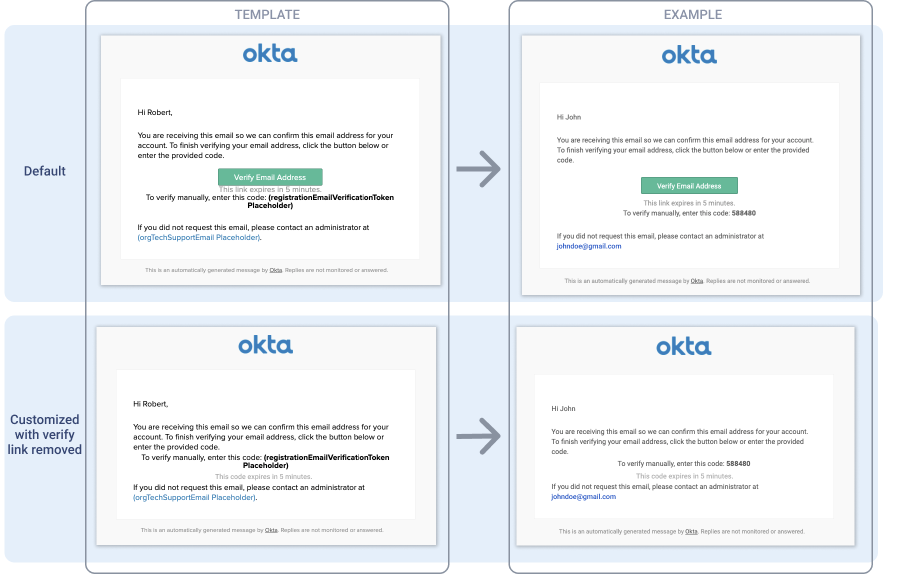 TEMPLATE
EXAMPLE
Default
okta
Hi Robert,
You are receiving this email so we can confirm this email address for your
account. To finish verifying your email address, click the button below or
enter the provided code.
Verify Email Address
This link expires in 5 minutes.
To verify manually, enter this code: (registrationEmailVerificationToken
Placeholder)
If you did not request this email, please contact an administrator at
(orgTechSupportEmail Placeholder).
This is an automatically generated message by Okta. Replies are not monitored or answered.
okta
Hi John
You are receiving this email so we can confirm this email address for your account.
To finish verifying your email address, click the button below or enter the provided
code.
Verify Email Address
This link expires in 5 minutes.
To verify manually, enter this code: 588480
If you did not request this email, please contact an administrator at
johndoe@gmail.com
This is an automatically generated message by Okta. Replies are not monitored or answered.
Customized
with verify
link removed
okta
Hi Robert,
You are receiving this email so we can confirm this email address for your
account. To finish verifying your email address, click the button below or
enter the provided code.
To verify manually, enter this code: (registrationEmailVerificationToken
Placeholder)
This code expires in 5 minutes.
If you did not request this email, please contact an administrator at
(orgTechSupportEmail Placeholder).
This is an automatically generated message by Okta. Replies are not monitored or answered.
okta
Hi John
You are receiving this email so we can confirm this email address for your account.
To finish verifying your email address, click the button below or enter the provided
code.
To verify manually, enter this code: 588480
This code expires in 5 minutes.
If you did not request this email, please contact an administrator at
johndoe@gmail.com
This is an automatically generated message by Okta. Replies are not monitored or answered.